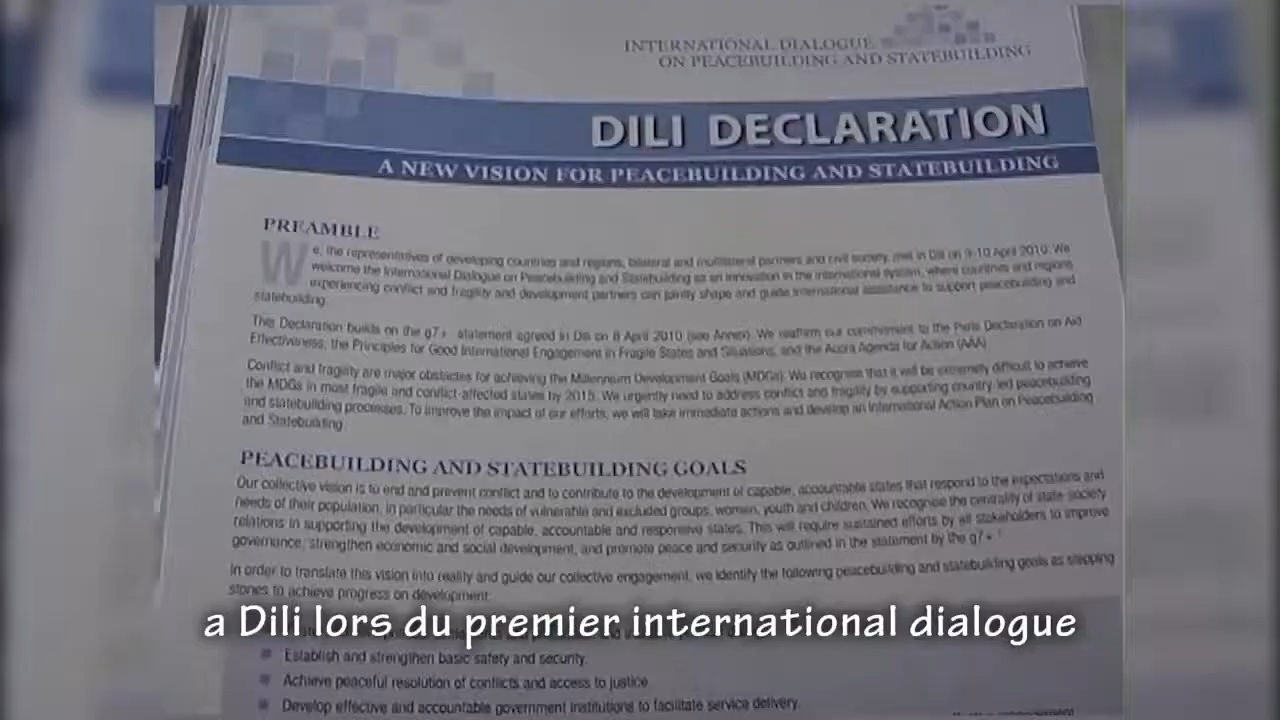 INTERNATIONAL DIALOGUE
ON PEACEBUILDING AND STATEBUILDING
DILI DECLARATION
A NEW VISION FOR PEACEBUILDING AND STATEBUILDING
PREAMBLE
We, the representatives of developing countries and regions, bilateral and multilateral partners and civil society, met in Dili on 9-10 April 2010. We
welcome the International Dialogue on Peacebuilding and Statebuilding as an innovation in the international system, where countries and regions
experiencing conflict and fragility and development partners can jointly shape and guide international assistance to support peacebuilding and
statebuilding.
This Declaration builds on the g7+ statement agreed in Dili on 8 April 2010 (see Annex). We reaffirm our commitment to the Paris Declaration on Aid
Effectiveness, the Principles for Good International Engagement in Fragile States and Situations, and the Accra Agenda for Action (AAA).
Conflict and fragility are major obstacles for achieving the Millennium Development Goals (MDGs). We recognise that it will be extremely difficult to achieve
the MDGs in most fragile and conflict-affected states by 2015. We urgently need to address conflict and fragility by supporting country-led peacebuilding
and statebuilding processes. To improve the impact of our efforts, we will take immediate actions and develop an International Action Plan on Peacebuilding
and Statebuilding.
PEACEBUILDING AND STATEBUILDING GOALS
Our collective vision is to end and prevent conflict and to contribute to the development of capable, accountable states that respond to the expectations and
needs of their population, in particular the needs of vulnerable and excluded groups, women, youth and children. We recognise the centrality of state-society
relations in supporting the development of capable, accountable and responsive states. This will require sustained efforts by all stakeholders to improve
governance, strengthen economic and social development, and promote peace and security as outlined in the statement by the g7+
In order to translate this vision into reality and guide our collective engagement, we identify the following peacebuilding and statebuilding goals as stepping
stones to achieve progress on development:
a Dili lors du premier international dialogue
Establish and strengthen basic safety and security.
Achieve peaceful resolution of conflicts and access to justice.
Develop effective and accountable government institutions to facilitate service delivery.